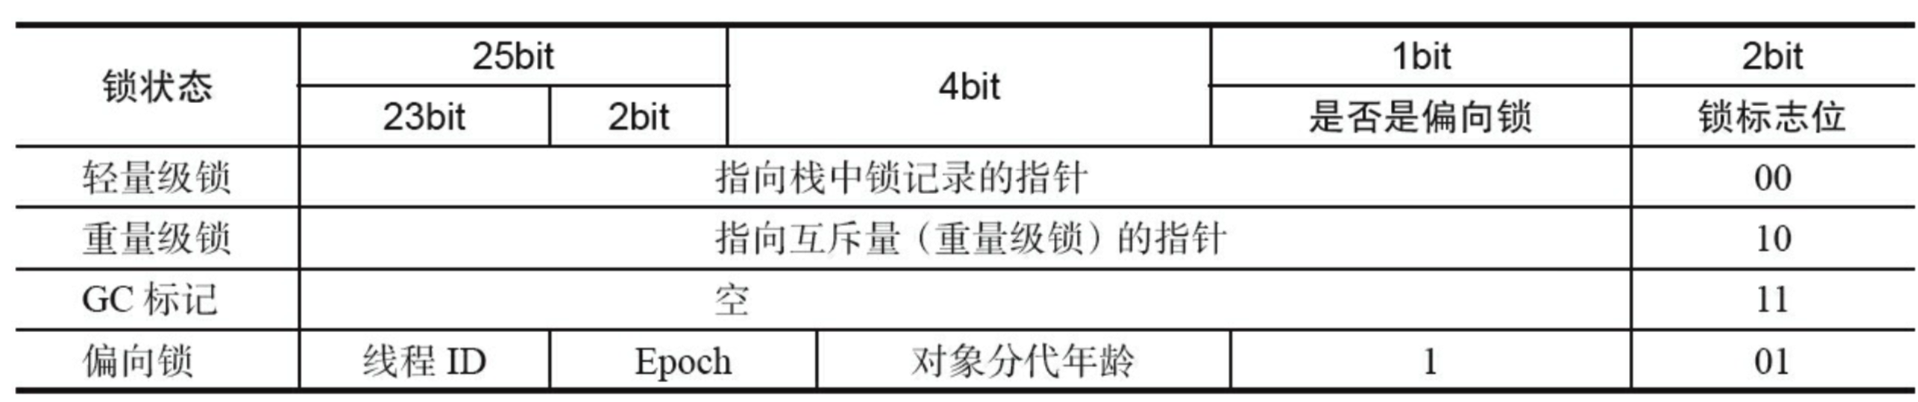 锁状态 25bit 4bit 1bit 2bit
23bit 2bit 是否是偏向锁 锁标志位
轻量级锁 指向栈中锁记录的指针 00
重量级锁 指向互斥量（重量级锁）的指针 10
GC 标记 空 11
偏向锁 线程 ID Epoch 对象分代年龄 1 01